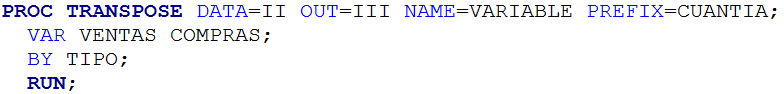 PROC TRANSPOSE DATA=II OUT=III NAME=VARIABLE PREFIX=CUANTIA;
VAR VENTAS COMPRAS;
BY TIPO;
RUN;